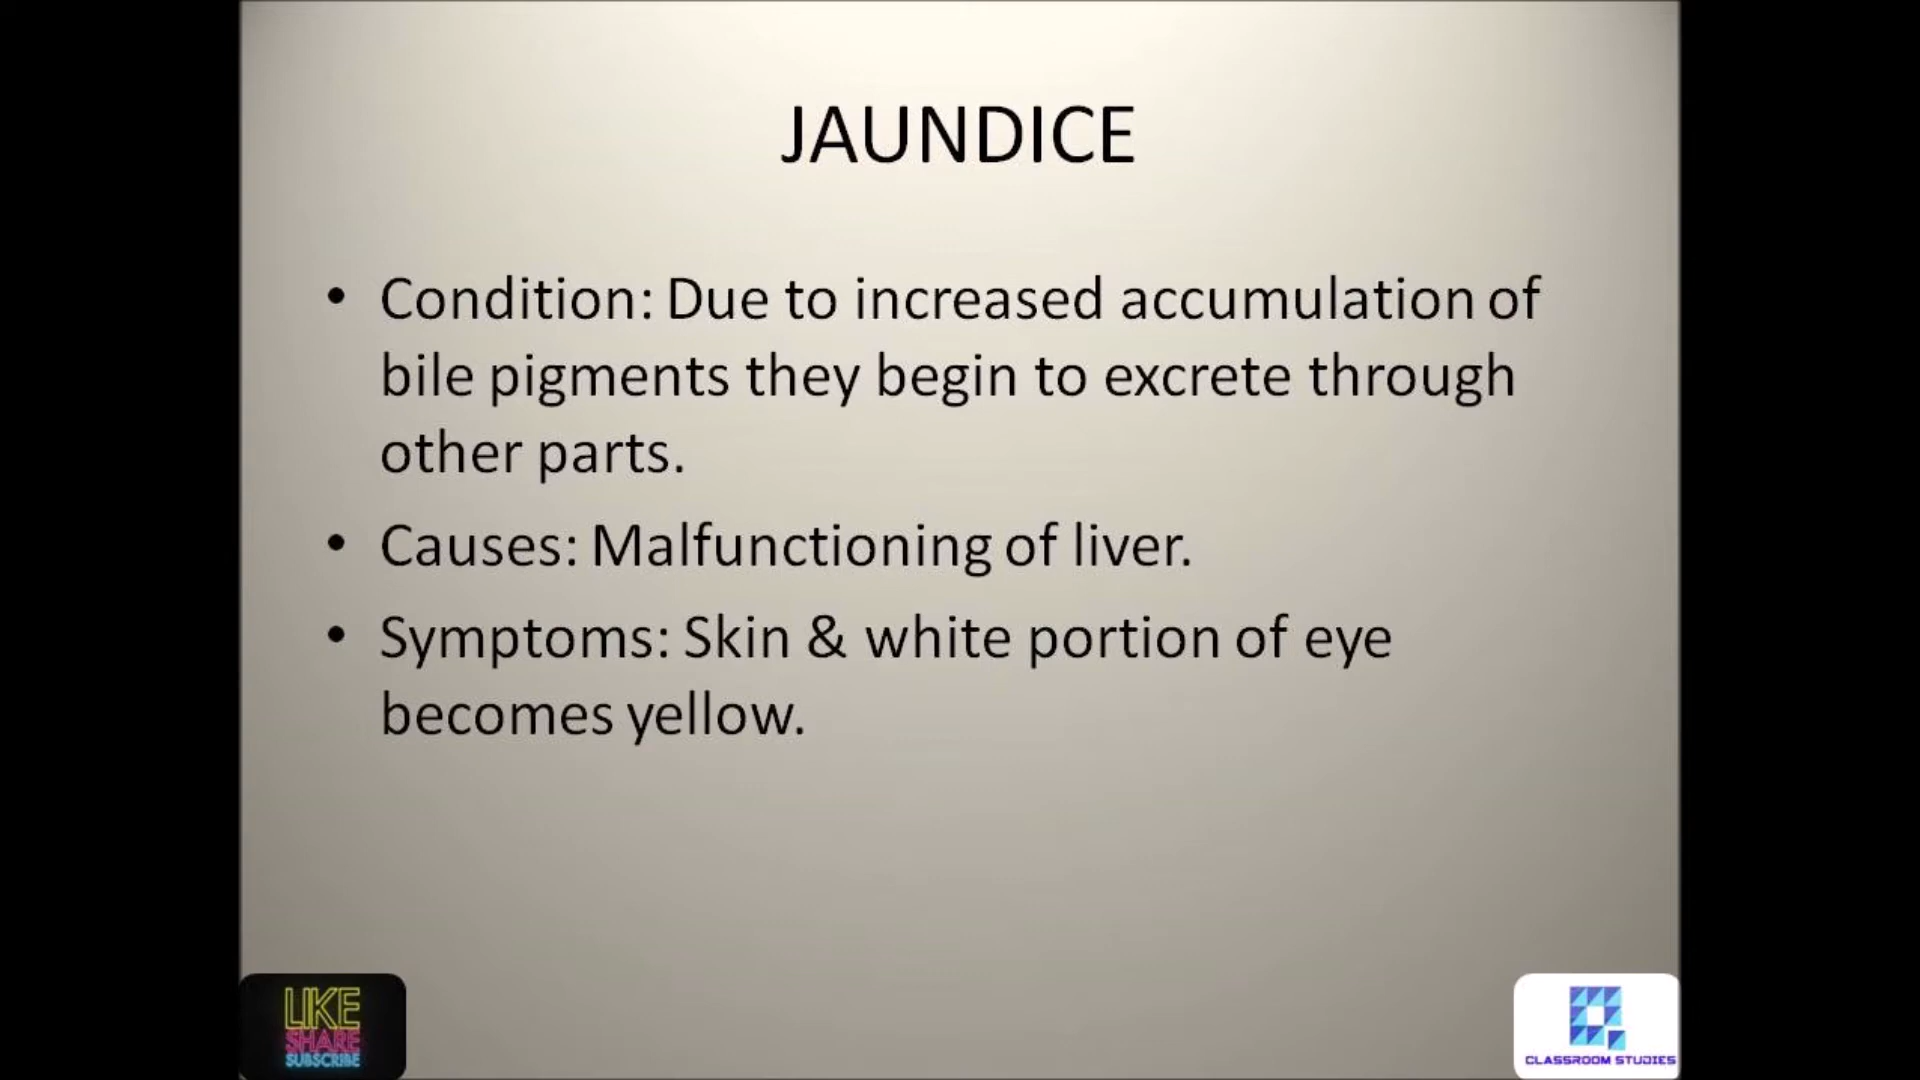 JAUNDICE
• Condition: Due to increased accumulation of
bile pigments they begin to excrete through
other parts.
• Causes: Malfunctioning of liver.
• Symptoms: Skin & white portion of eye
becomes yellow.
LIKE
SHARE
SUBSCRIBE
CLASSROOM STUDIES